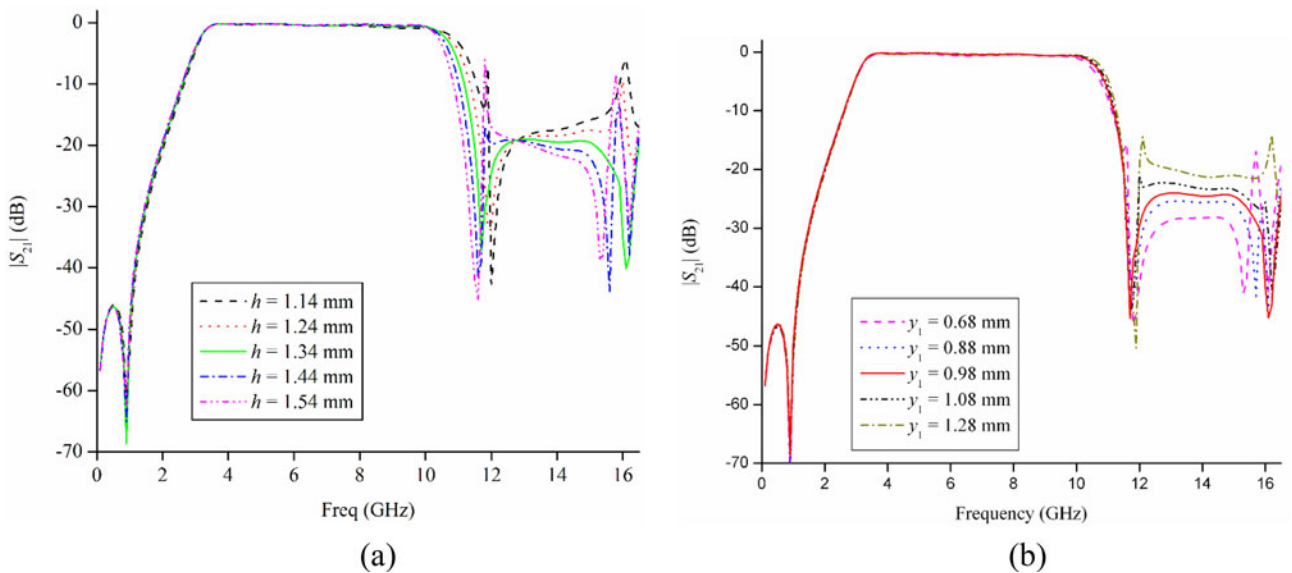 0
-10
-20
-30
-40
-50
-60
-70
|S₂₁| (dB)
h = 1.14 mm
h = 1.24 mm
h = 1.34 mm
h = 1.44 mm
h = 1.54 mm
0 2 4 6 8 10 12 14 16
Freq (GHz)
(a)
0
-10
-20
-30
-40
-50
-60
-70
|S₂₁| (dB)
y₁ = 0.68 mm
y₁ = 0.88 mm
y₁ = 0.98 mm
y₁ = 1.08 mm
y₁ = 1.28 mm
0 2 4 6 8 10 12 14 16
Frequency (GHz)
(b)